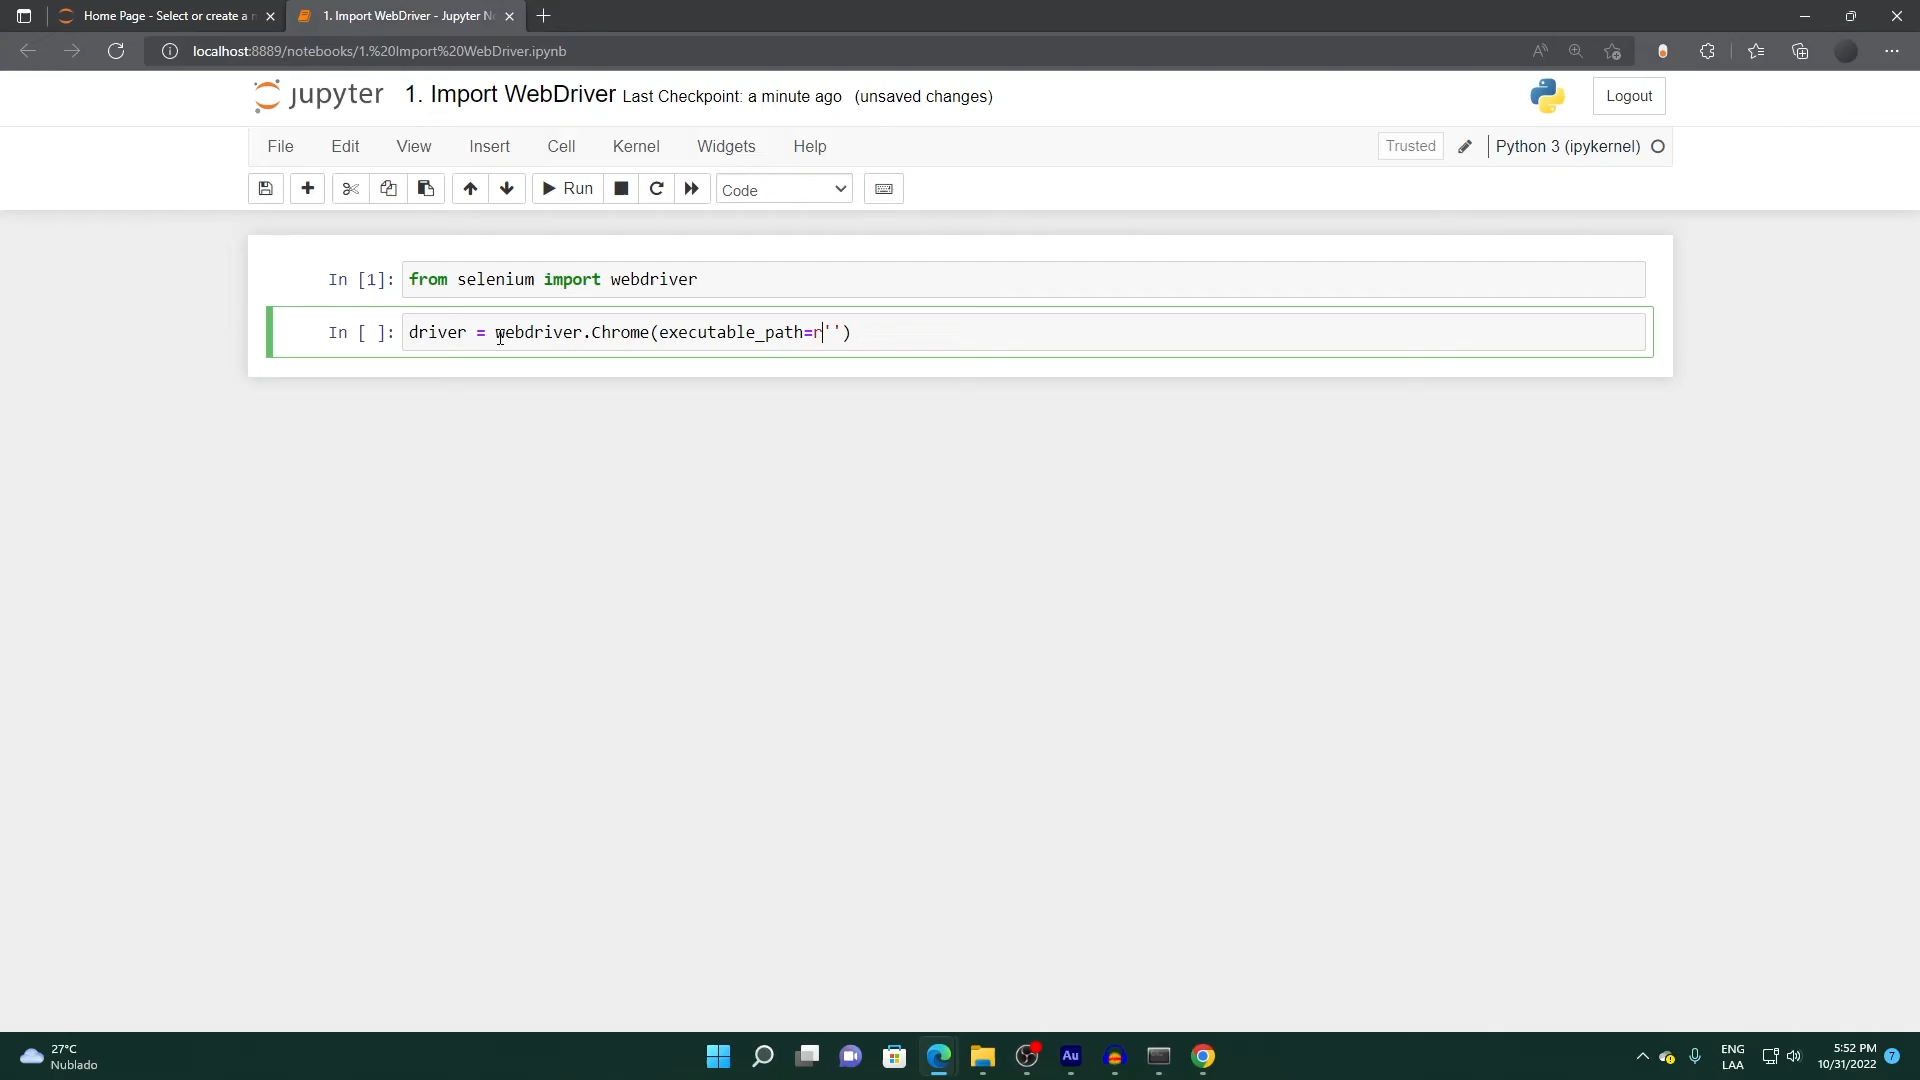 Home Page - Select or create a n
1. Import WebDriver - Jupyter N
localhost:8889/notebooks/1.%20Import%20WebDriver.ipynb
jupyter 1. Import WebDriver Last Checkpoint: a minute ago (unsaved changes)
Logout
File Edit View Insert Cell Kernel Widgets Help
Trusted Python 3 (ipykernel)
Run Code
In [1]: from selenium import webdriver
In [ ]: driver = webdriver.Chrome(executable_path=r'')
27°C
Nublado
Au
ENG
LAA
5:52 PM
10/31/2022
7